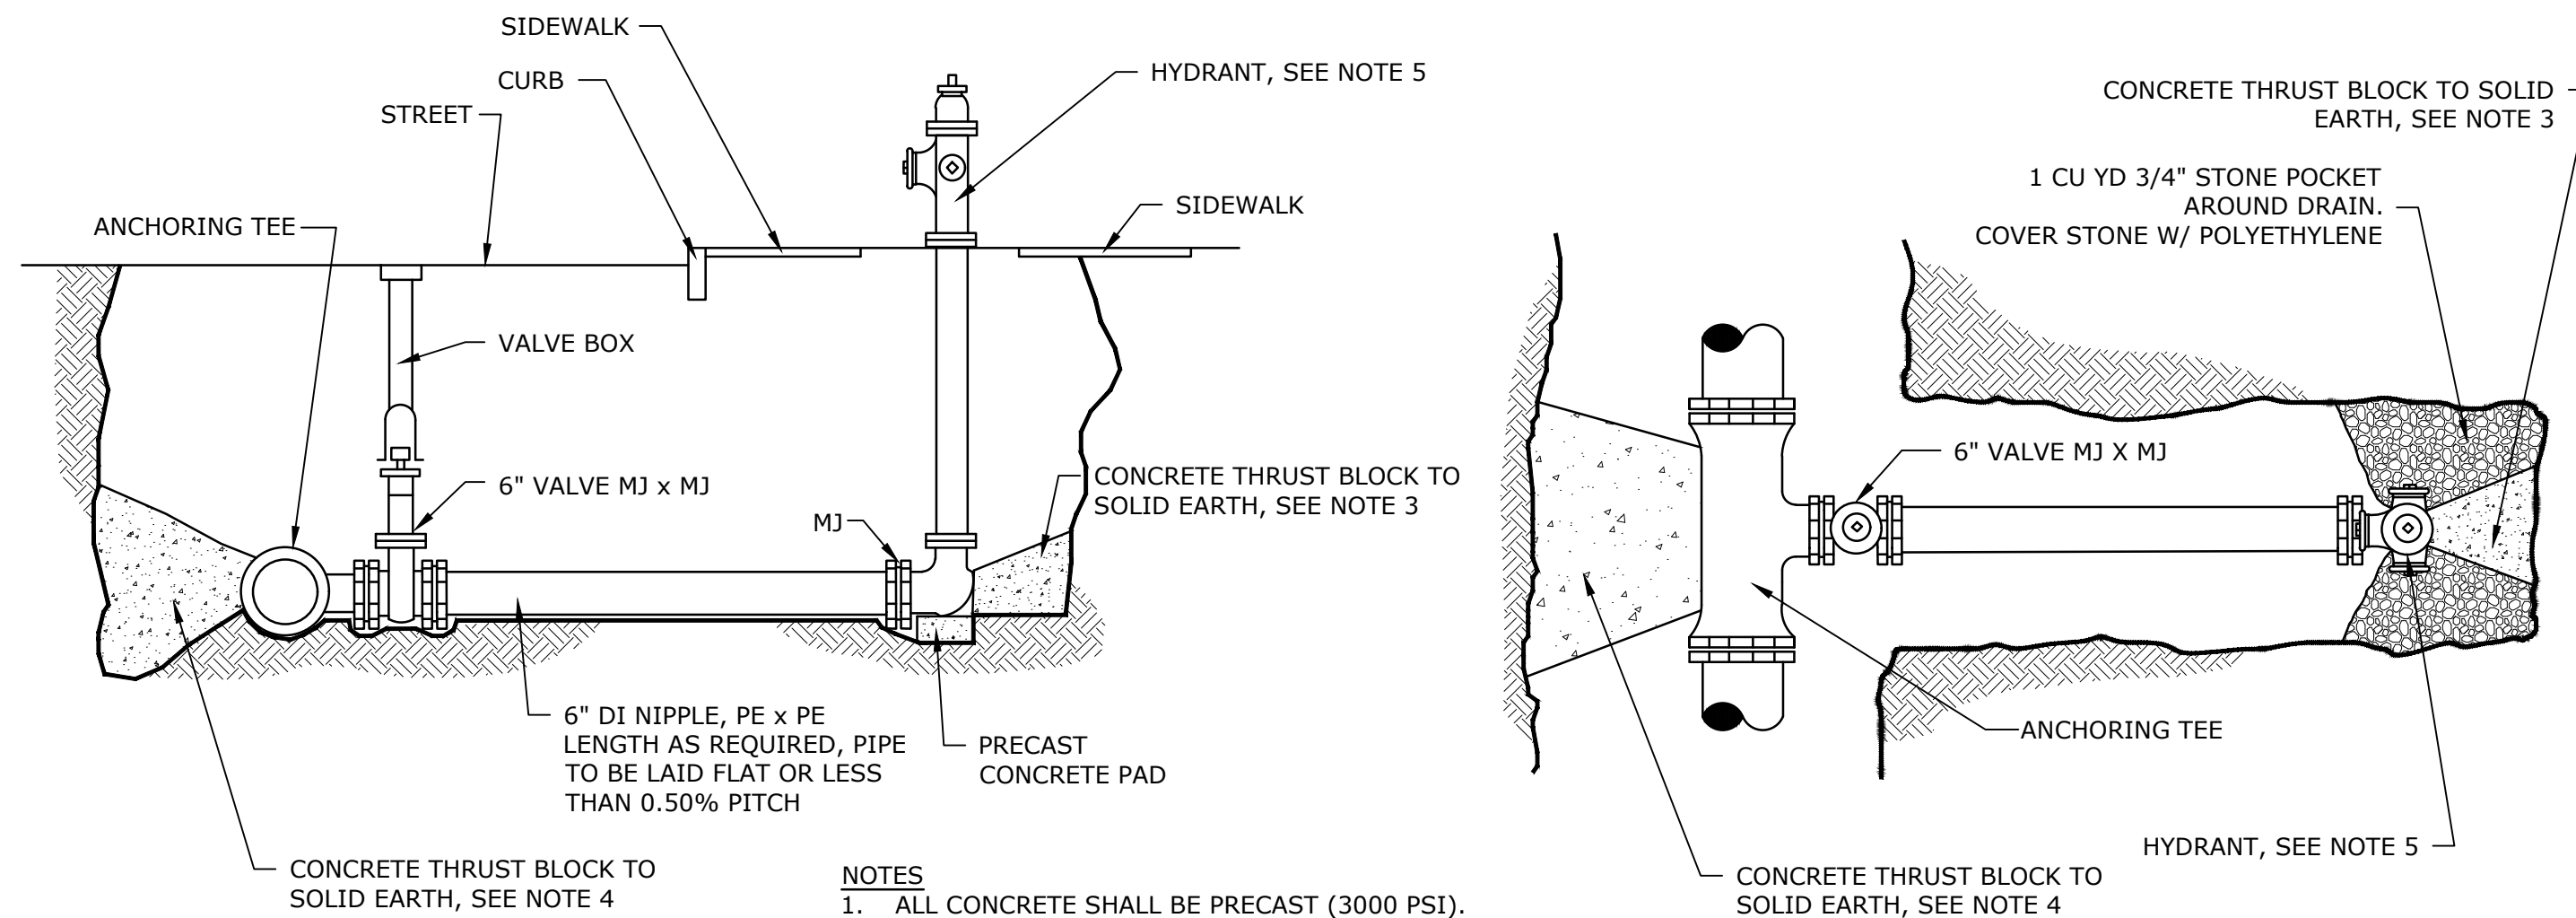 SIDEWALK
CURB
STREET
HYDRANT, SEE NOTE 5
ANCHORING TEE
SIDEWALK
VALVE BOX
6" VALVE MJ x MJ
MJ
CONCRETE THRUST BLOCK TO
SOLID EARTH, SEE NOTE 3
6" DI NIPPLE, PE x PE
LENGTH AS REQUIRED, PIPE
TO BE LAID FLAT OR LESS
THAN 0.50% PITCH
PRECAST
CONCRETE PAD
CONCRETE THRUST BLOCK TO
SOLID EARTH, SEE NOTE 4
CONCRETE THRUST BLOCK TO SOLID
EARTH, SEE NOTE 3
1 CU YD 3/4" STONE POCKET
AROUND DRAIN.
COVER STONE W/ POLYETHYLENE
6" VALVE MJ X MJ
ANCHORING TEE
HYDRANT, SEE NOTE 5
CONCRETE THRUST BLOCK TO
SOLID EARTH, SEE NOTE 4
NOTES
1. ALL CONCRETE SHALL BE PRECAST (3000 PSI).